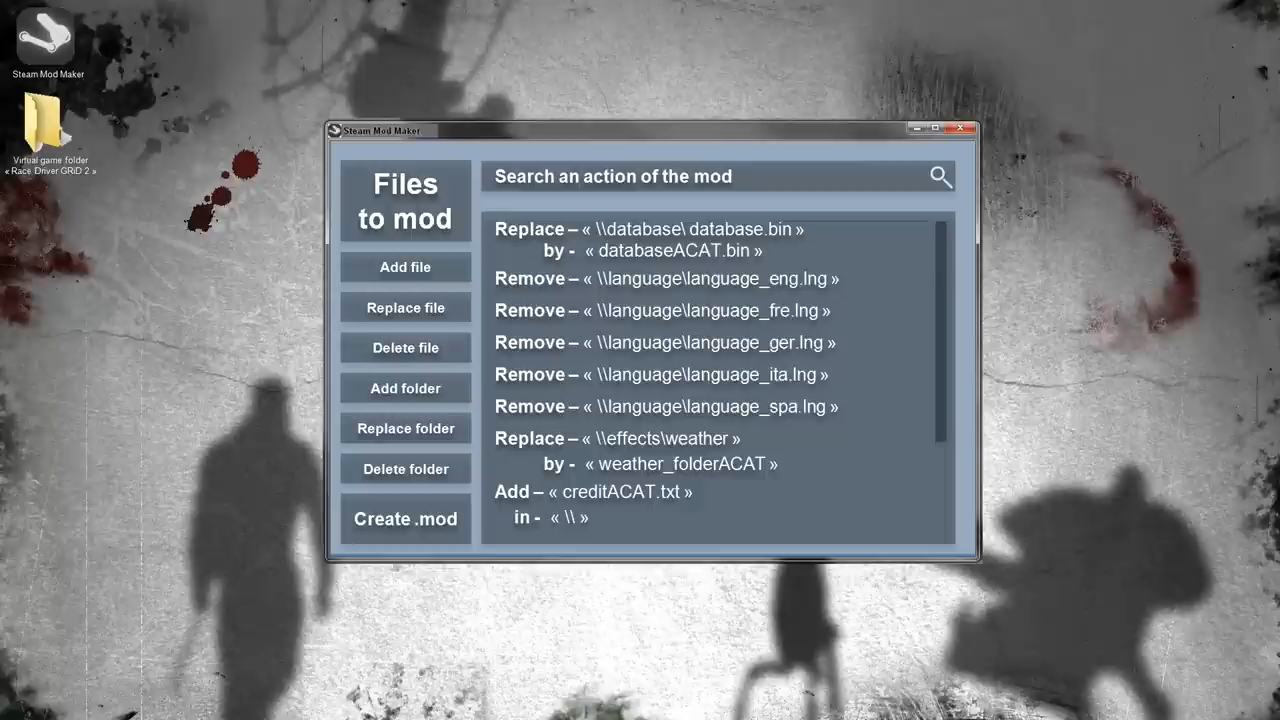 Steam Mod Maker
Virtual game folder
« Race Driver GRiD 2 »
Steam Mod Maker
Files
to mod
Add file
Replace file
Delete file
Add folder
Replace folder
Delete folder
Create .mod
Search an action of the mod
Replace – « \\database\ database.bin »
by - « databaseACAT.bin »
Remove – « \\language\language_eng.lng »
Remove – « \\language\language_fre.lng »
Remove – « \\language\language_ger.lng »
Remove – « \\language\language_ita.lng »
Remove – « \\language\language_spa.lng »
Replace – « \\effects\weather »
by - « weather_folderACAT »
Add – « creditACAT.txt »
in - « \\ »